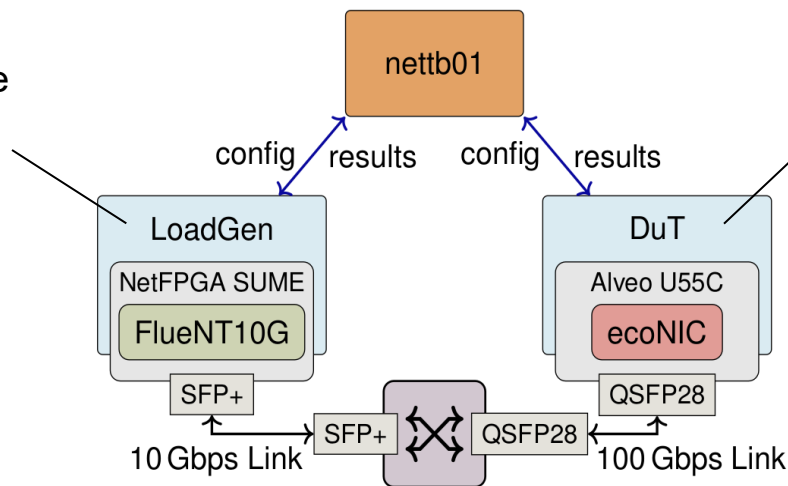 nettb01
e
config
results
config
results
LoadGen
DuT
NetFPGA SUME
Alveo U55C
FlueNT10G
ecoNIC
SFP+
QSFP28
SFP+
QSFP28
10 Gbps Link
100 Gbps Link